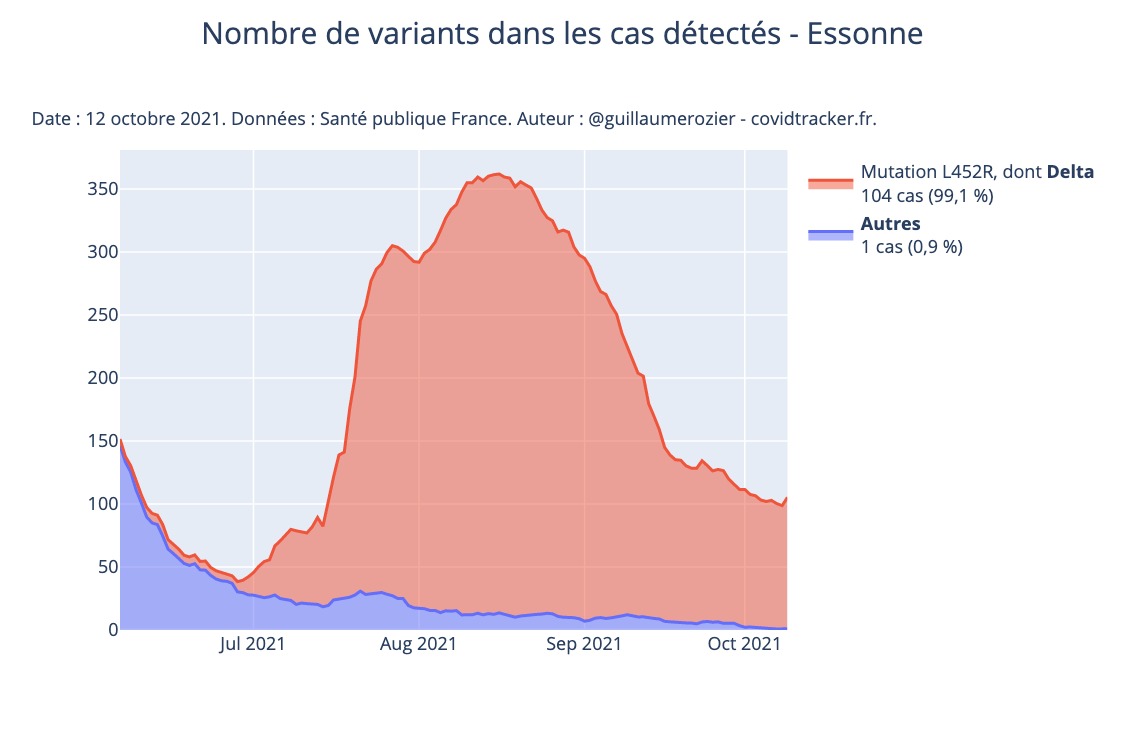 Nombre de variants dans les cas détectés - Essonne
Date : 12 octobre 2021. Données : Santé publique France. Auteur : @guillaumerozier - covidtracker.fr.
Mutation L452R, dont Delta
104 cas (99,1 %)
Autres
1 cas (0,9 %)
350
300
250
200
150
100
50
0
Jul 2021 Aug 2021 Sep 2021 Oct 2021